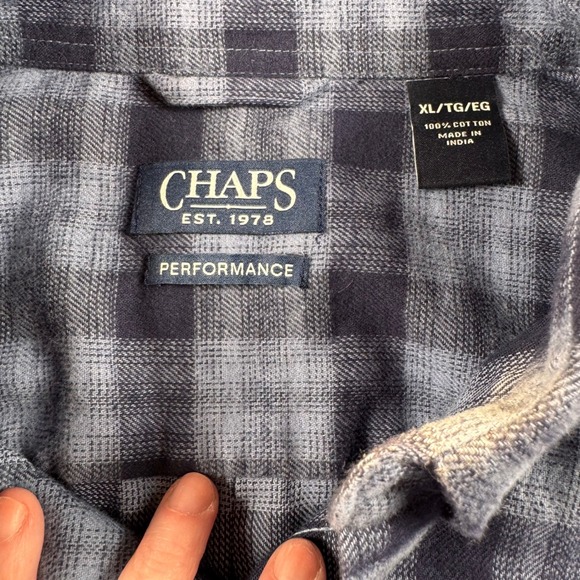 CHAPS
EST. 1978
PERFORMANCE
XL/TG/EG
100% COTTON
MADE IN
INDIA